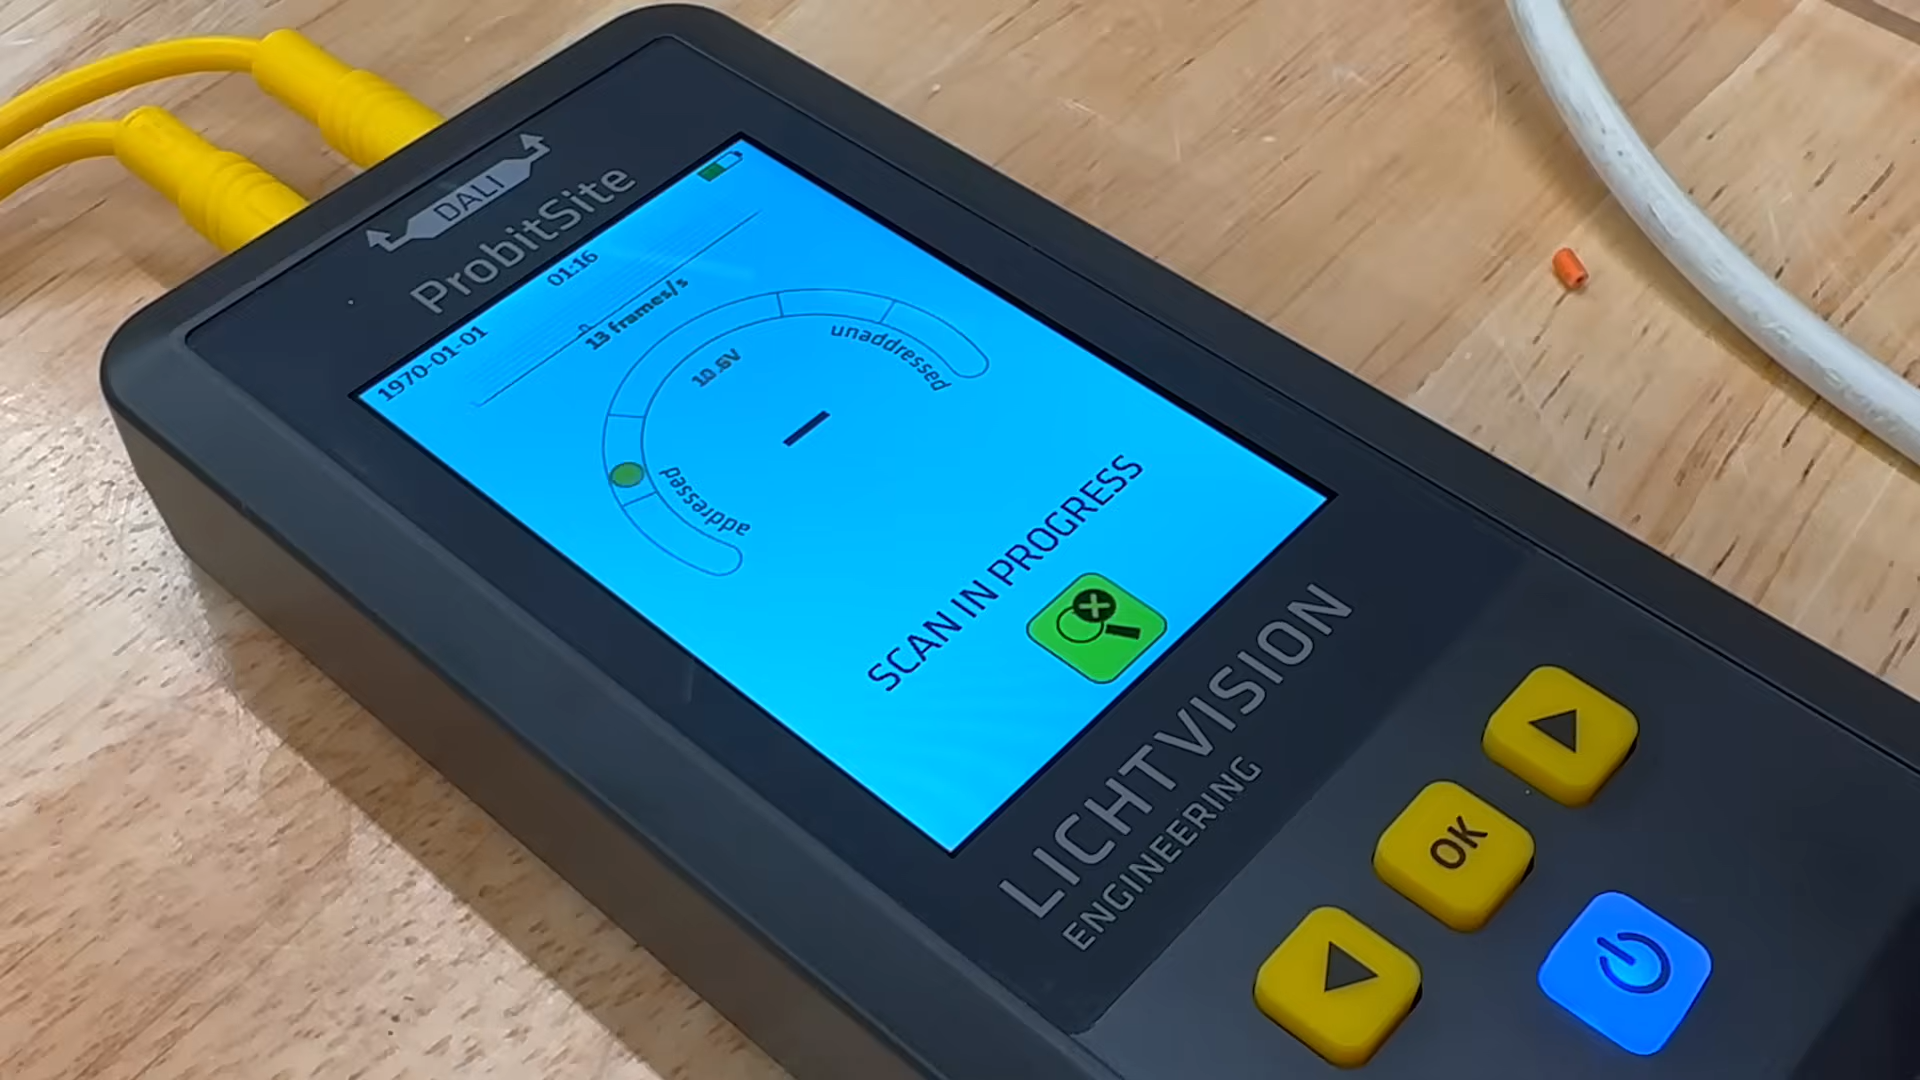 DALI
ProbitSite
1970-01-01
01:16
13 frames/s
10.6V
unaddressed
addressed
SCAN IN PROGRESS
LICHTVISION
ENGINEERING
OK